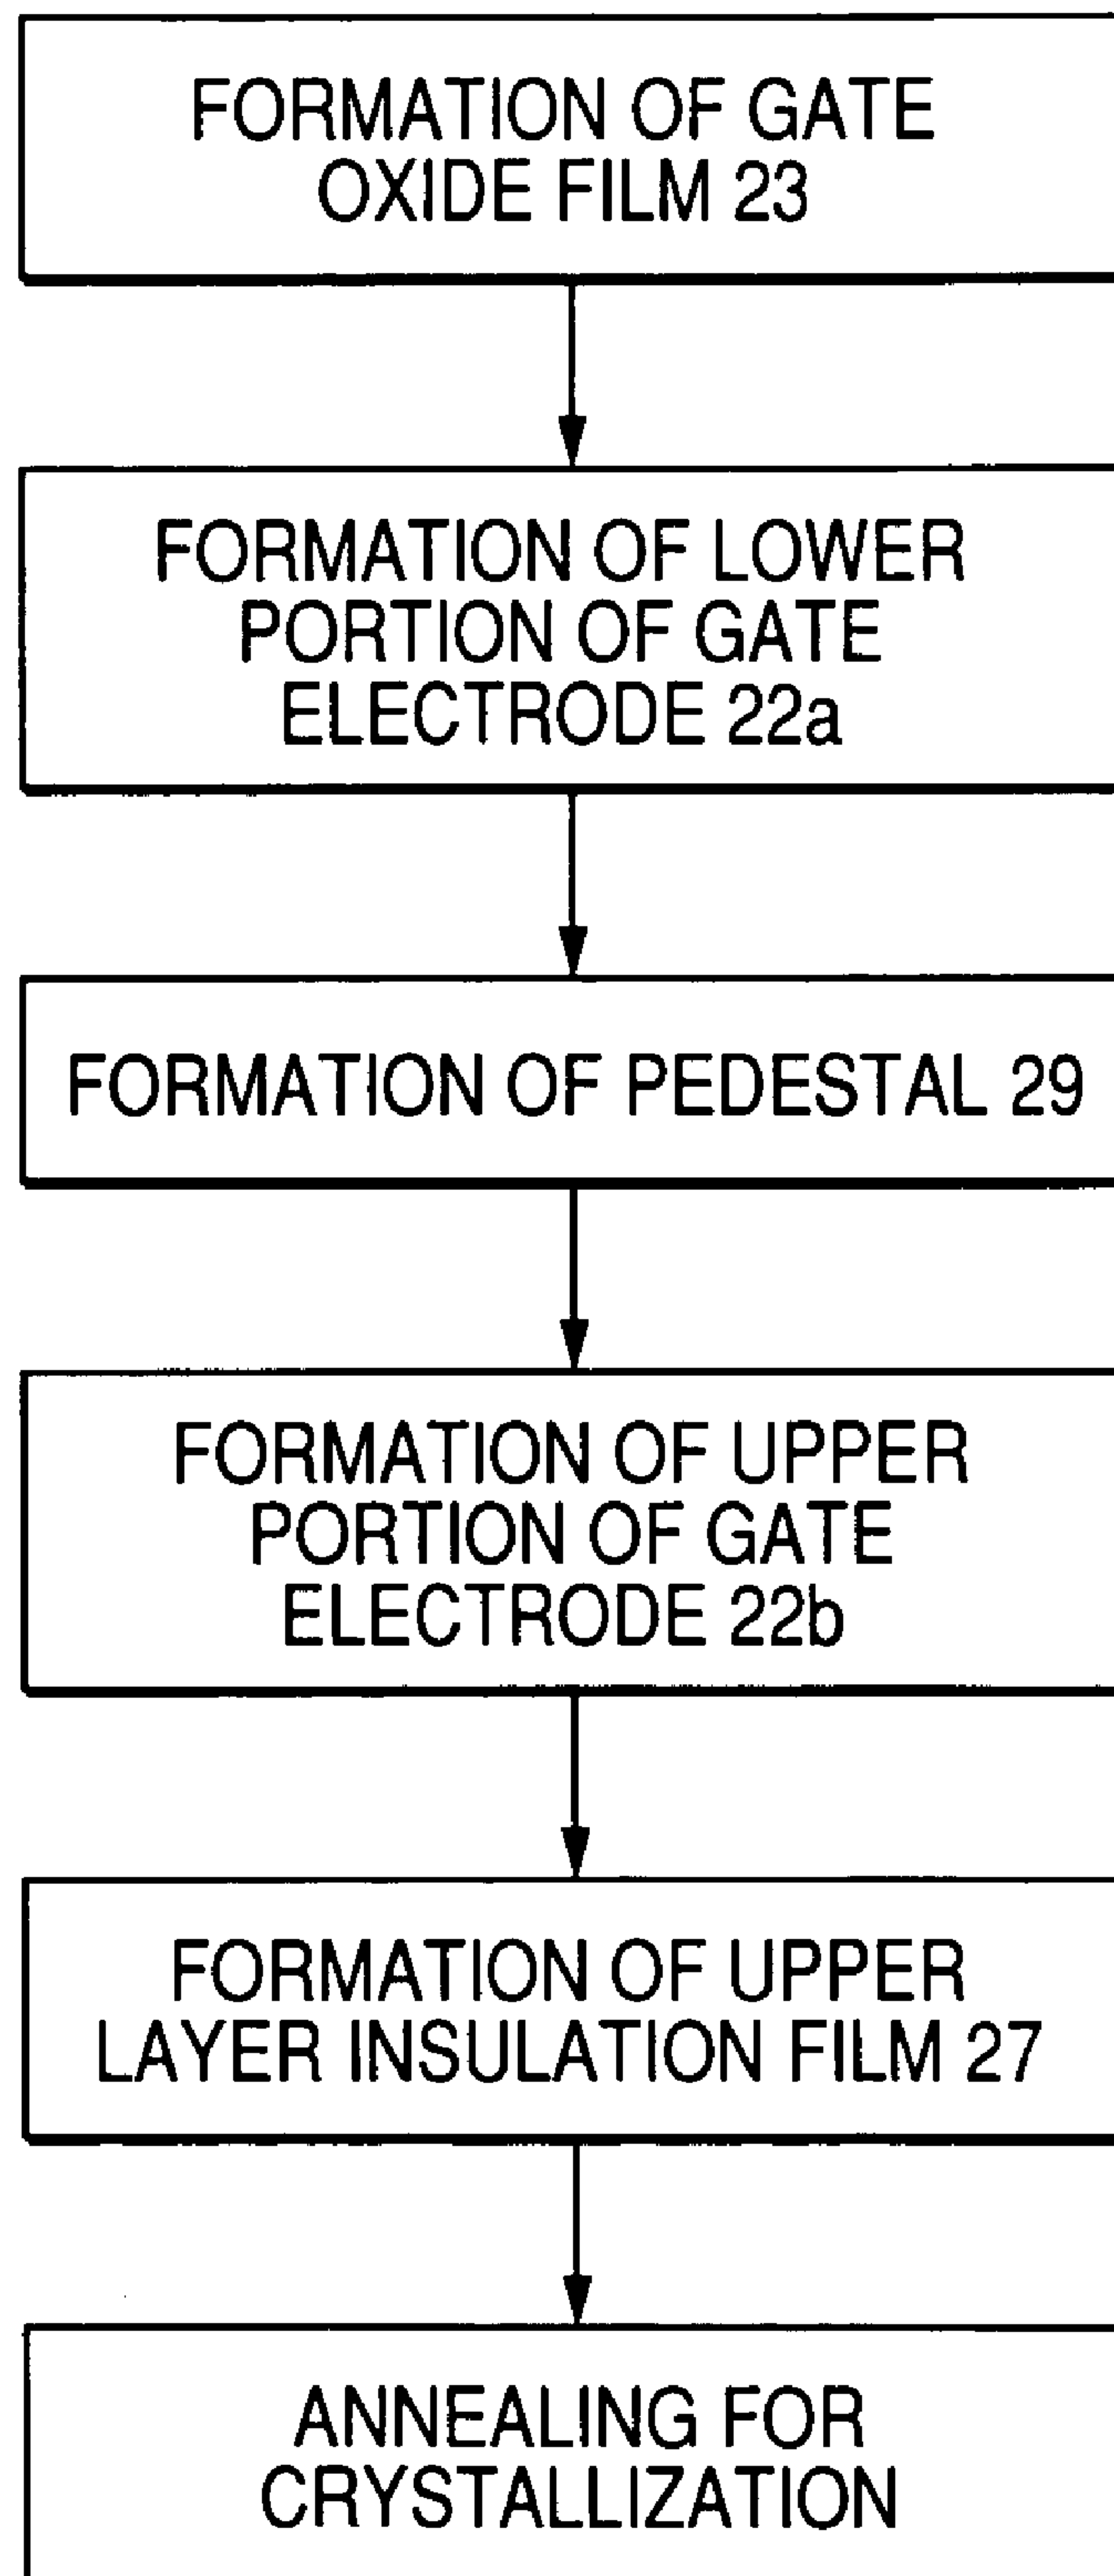 FORMATION OF GATE
OXIDE FILM 23
FORMATION OF LOWER
PORTION OF GATE
ELECTRODE 22a
FORMATION OF PEDESTAL 29
FORMATION OF UPPER
PORTION OF GATE
ELECTRODE 22b
FORMATION OF UPPER
LAYER INSULATION FILM 27
ANNEALING FOR
CRYSTALLIZATION